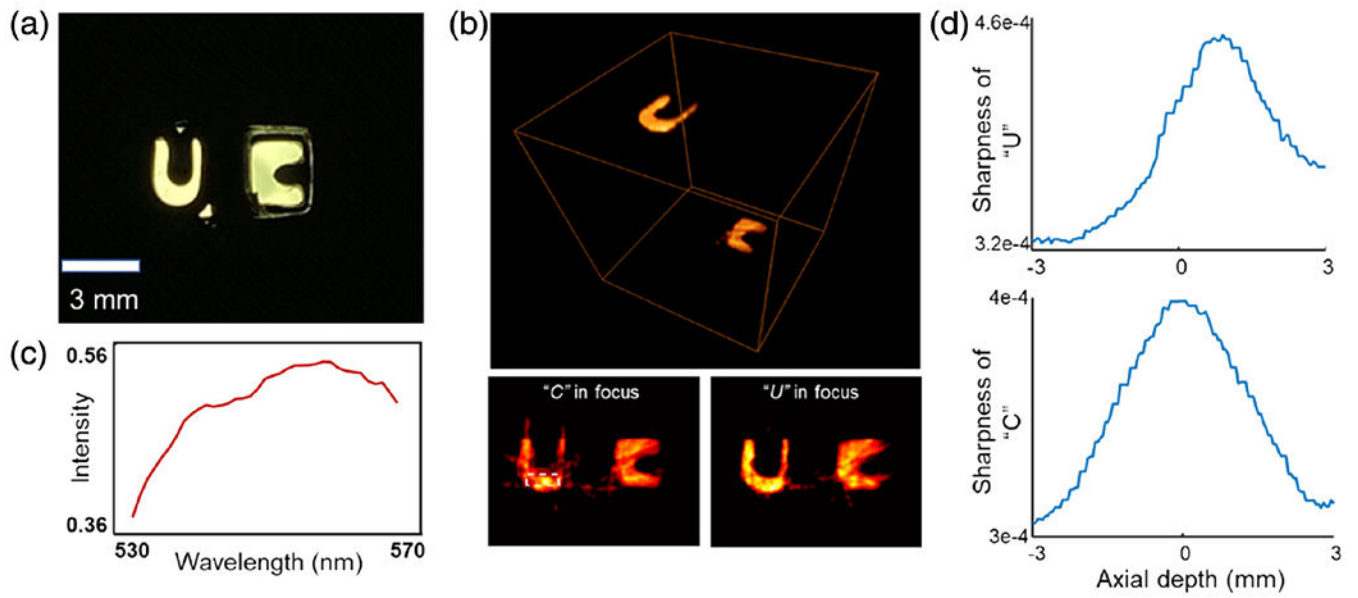 (a)
U C
3 mm
(b)
"C" in focus
"U" in focus
U C
U C
(c)
0.56
Intensity
0.36
530
Wavelength (nm)
570
(d)
4.6e-4
Sharpness of
"U"
3.2e-4
-3
0
3
4e-4
Sharpness of
"C"
3e-4
-3
0
3
Axial depth (mm)